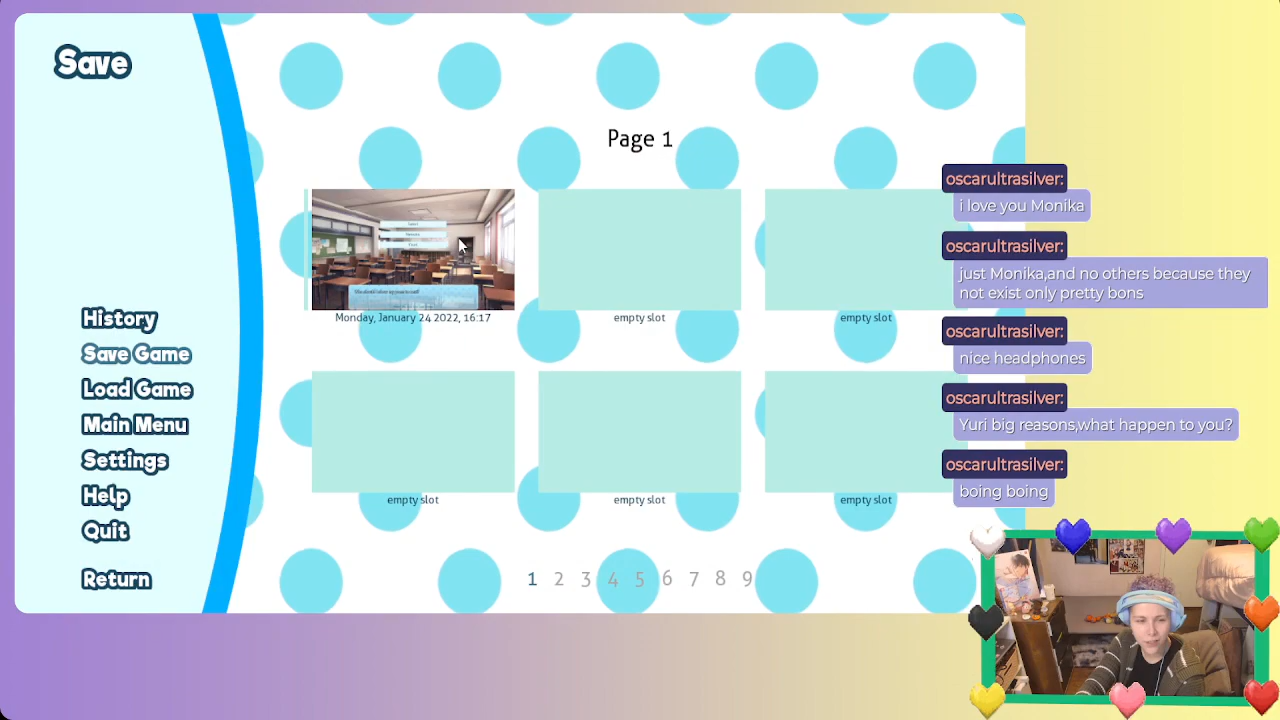 Save
Page 1
Monday, January 24 2022, 16:17
empty slot
empty slot
History
Save Game
Load Game
Main Menu
Settings
Help
Quit
Return
empty slot
empty slot
empty slot
1 2 3 4 5 6 7 8 9
oscarultrasilver:
i love you Monika
oscarultrasilver:
just Monika,and no others because they
not exist only pretty bons
oscarultrasilver:
nice headphones
oscarultrasilver:
Yuri big reasons,what happen to you?
oscarultrasilver:
boing boing